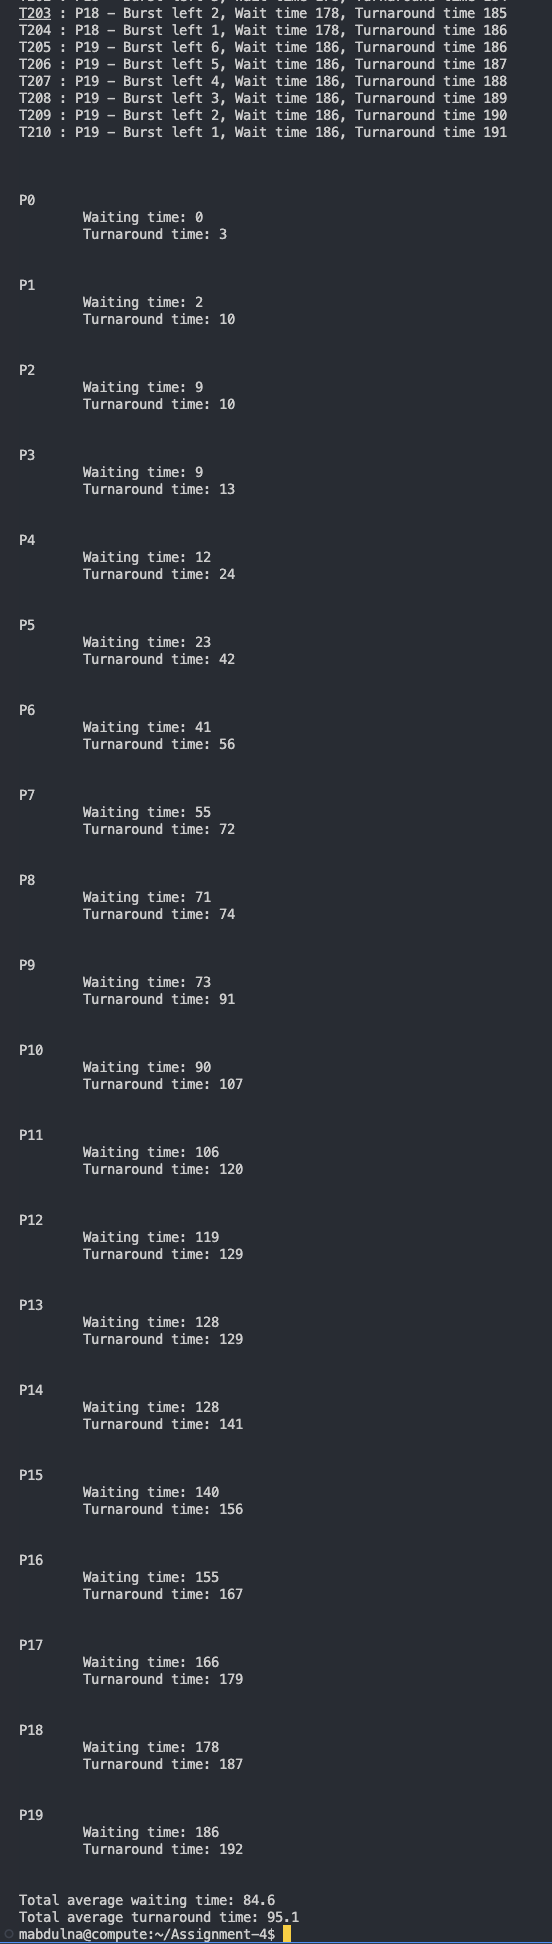 T203 : P18 – Burst left 2, Wait time 178, Turnaround time 185
T204 : P18 – Burst left 1, Wait time 178, Turnaround time 186
T205 : P19 – Burst left 6, Wait time 186, Turnaround time 186
T206 : P19 – Burst left 5, Wait time 186, Turnaround time 187
T207 : P19 – Burst left 4, Wait time 186, Turnaround time 188
T208 : P19 – Burst left 3, Wait time 186, Turnaround time 189
T209 : P19 – Burst left 2, Wait time 186, Turnaround time 190
T210 : P19 – Burst left 1, Wait time 186, Turnaround time 191
P0
Waiting time: 0
Turnaround time: 3
P1
Waiting time: 2
Turnaround time: 10
P2
Waiting time: 9
Turnaround time: 10
P3
Waiting time: 9
Turnaround time: 13
P4
Waiting time: 12
Turnaround time: 24
P5
Waiting time: 23
Turnaround time: 42
P6
Waiting time: 41
Turnaround time: 56
P7
Waiting time: 55
Turnaround time: 72
P8
Waiting time: 71
Turnaround time: 74
P9
Waiting time: 73
Turnaround time: 91
P10
Waiting time: 90
Turnaround time: 107
P11
Waiting time: 106
Turnaround time: 120
P12
Waiting time: 119
Turnaround time: 129
P13
Waiting time: 128
Turnaround time: 129
P14
Waiting time: 128
Turnaround time: 141
P15
Waiting time: 140
Turnaround time: 156
P16
Waiting time: 155
Turnaround time: 167
P17
Waiting time: 166
Turnaround time: 179
P18
Waiting time: 178
Turnaround time: 187
P19
Waiting time: 186
Turnaround time: 192
Total average waiting time: 84.6
Total average turnaround time: 95.1
mabdulna@compute:~/Assignment-4$